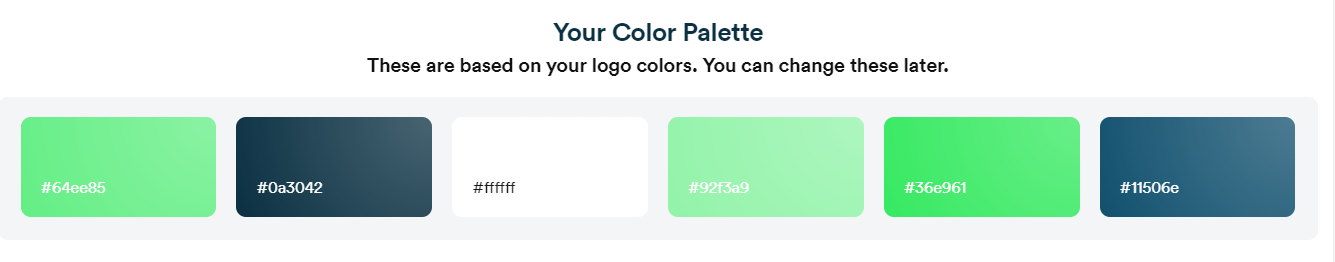 Your Color Palette
These are based on your logo colors. You can change these later.
#64ee85 #0a3042 #ffffff #92f3a9 #36e961 #11506e